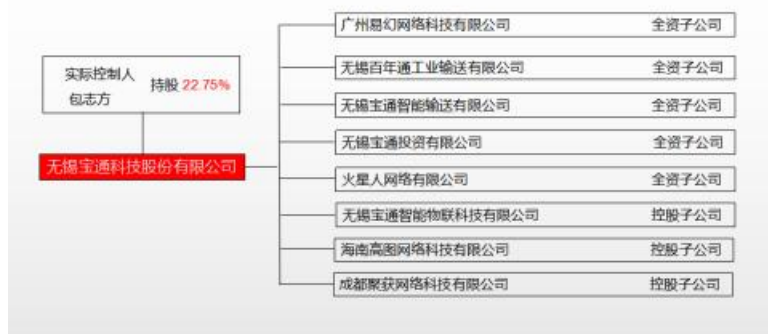 实际控制人
包志方
持股 22.75%
无锡宝通科技股份有限公司
广州易幻网络科技有限公司 全资子公司
无锡百年通工业输送有限公司 全资子公司
无锡宝通智能输送有限公司 全资子公司
无锡宝通投资有限公司 全资子公司
火星人网络有限公司 全资子公司
无锡宝通智能物联科技有限公司 控股子公司
海南高图网络科技有限公司 控股子公司
成都聚获网络科技有限公司 控股子公司